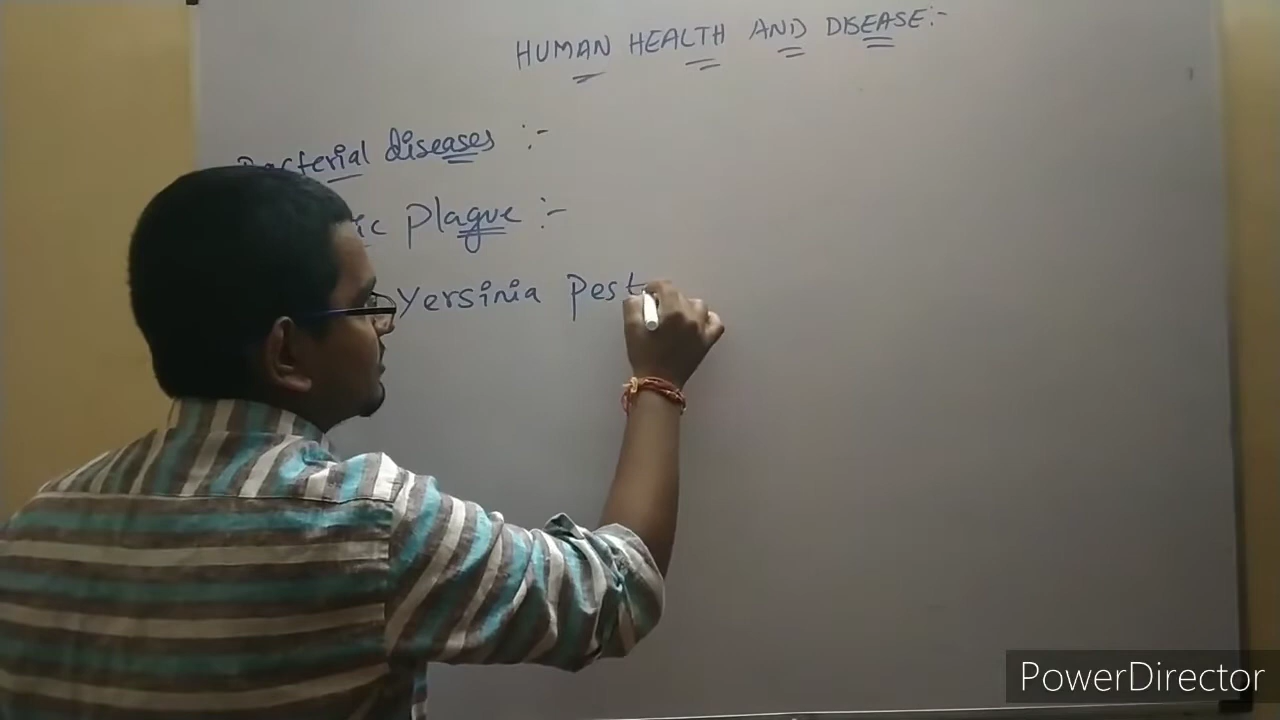 HUMAN HEALTH AND DISEASE:-
Bacterial diseases :-
Plague :-
Yersinia Pest
PowerDirector